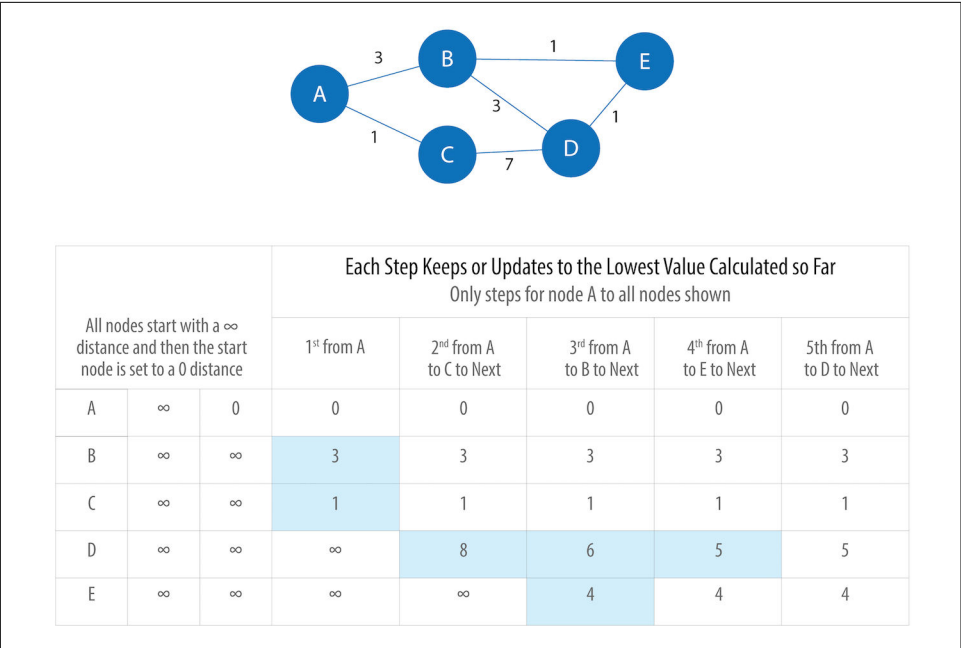 1
3
B
E
A
3
1
1
C
D
7
Each Step Keeps or Updates to the Lowest Value Calculated so Far
Only steps for node A to all nodes shown
All nodes start with a ∞
distance and then the start
node is set to a 0 distance
1st from A
2nd from A
to C to Next
3rd from A
to B to Next
4th from A
to E to Next
5th from A
to D to Next
A ∞ 0 0 0 0 0 0
B ∞ ∞ 3 3 3 3 3
C ∞ ∞ 1 1 1 1 1
D ∞ ∞ ∞ 8 6 5 5
E ∞ ∞ ∞ ∞ 4 4 4